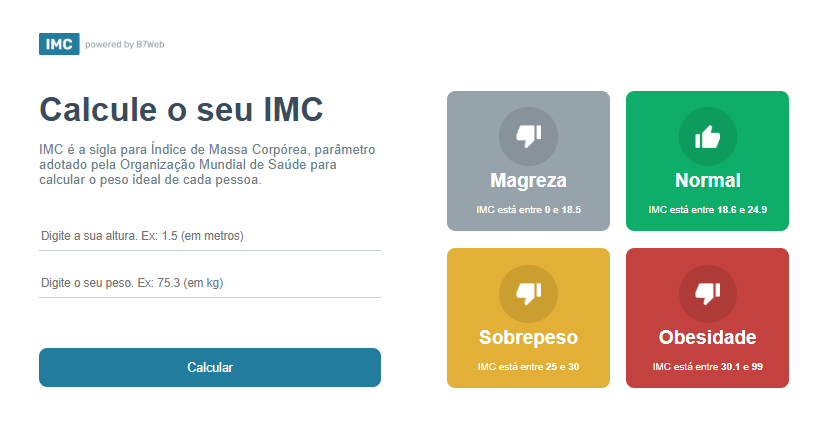 IMC powered by B7Web
Calcule o seu IMC
IMC é a sigla para Índice de Massa Corpórea, parâmetro
adotado pela Organização Mundial de Saúde para
calcular o peso ideal de cada pessoa.
Digite a sua altura. Ex: 1.5 (em metros)
Digite o seu peso. Ex: 75.3 (em kg)
Calcular
Magreza
IMC está entre 0 e 18.5
Normal
IMC está entre 18.6 e 24.9
Sobrepeso
IMC está entre 25 e 30
Obesidade
IMC está entre 30.1 e 99